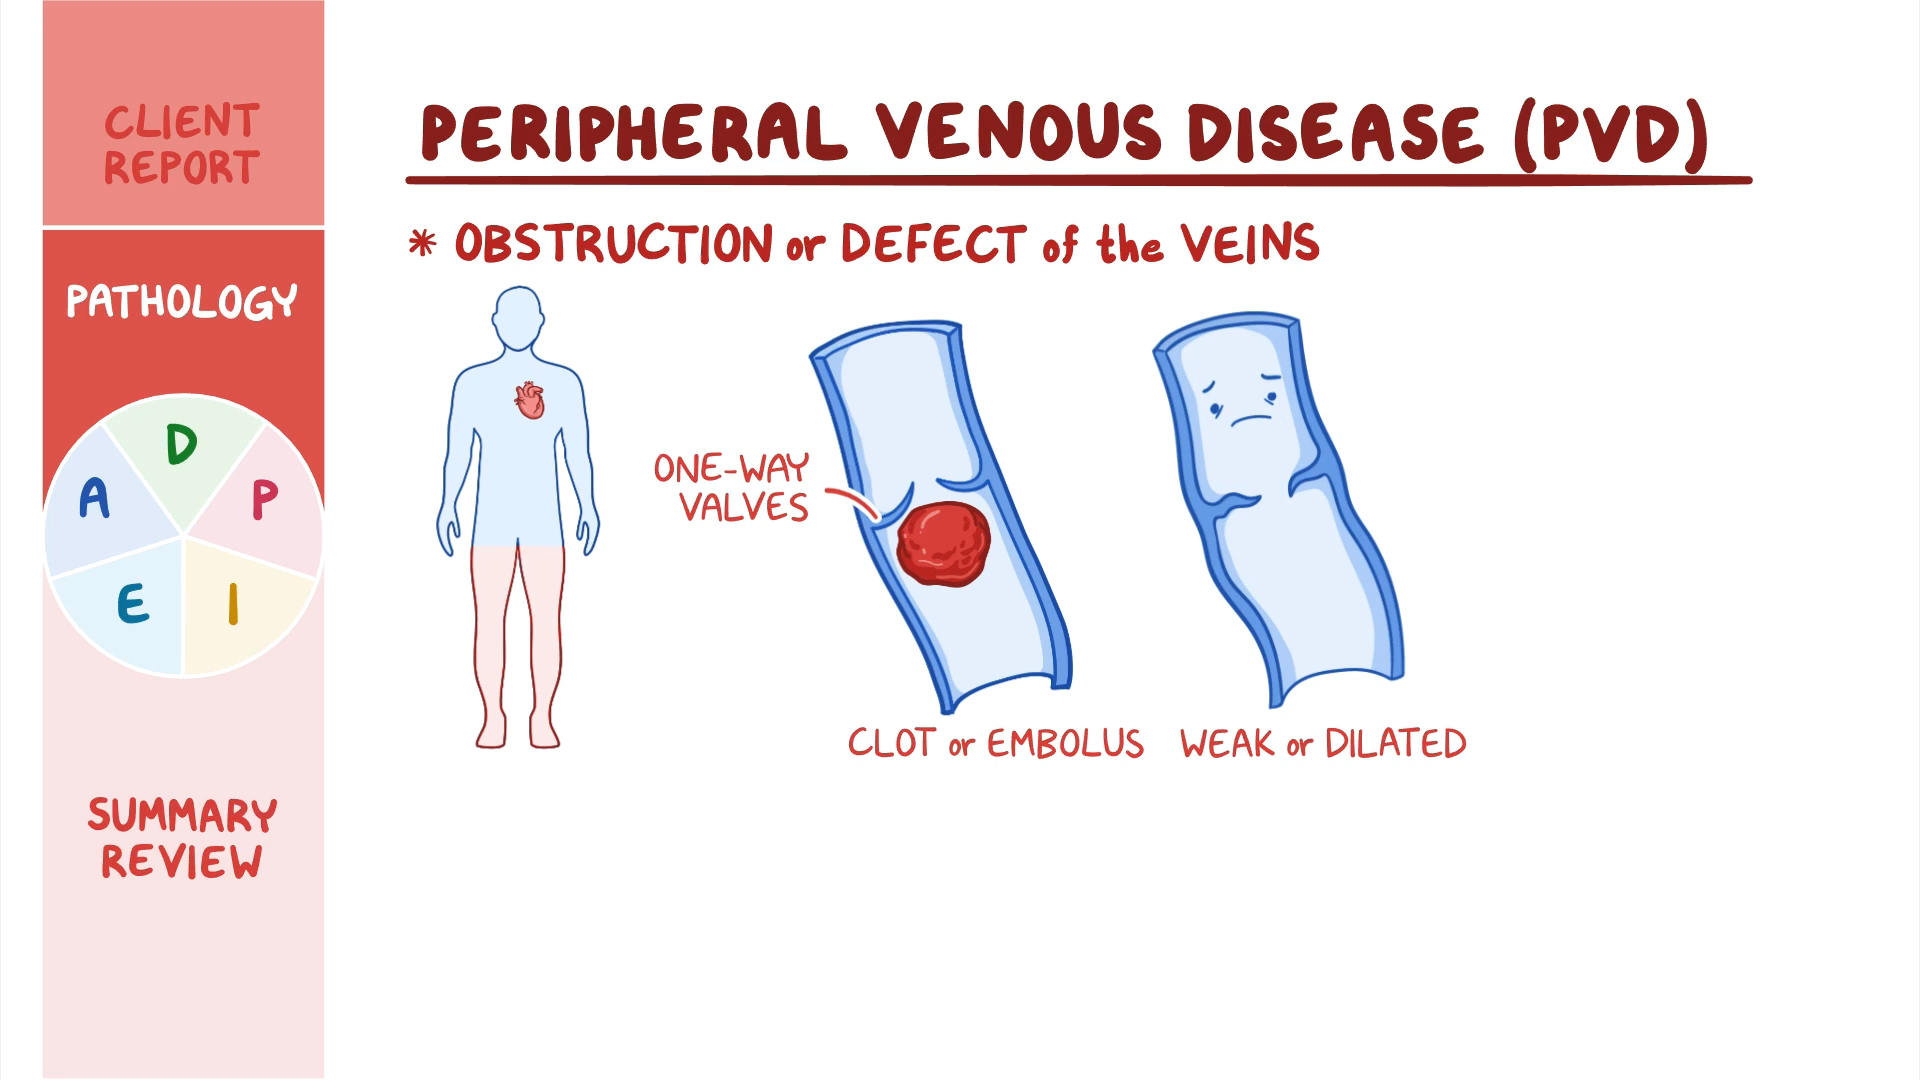 CLIENT
REPORT
PATHOLOGY
A
D
P
E
I
SUMMARY
REVIEW
PERIPHERAL VENOUS DISEASE (PVD)
* OBSTRUCTION or DEFECT of the VEINS
ONE-WAY
VALVES
CLOT or EMBOLUS
WEAK or DILATED